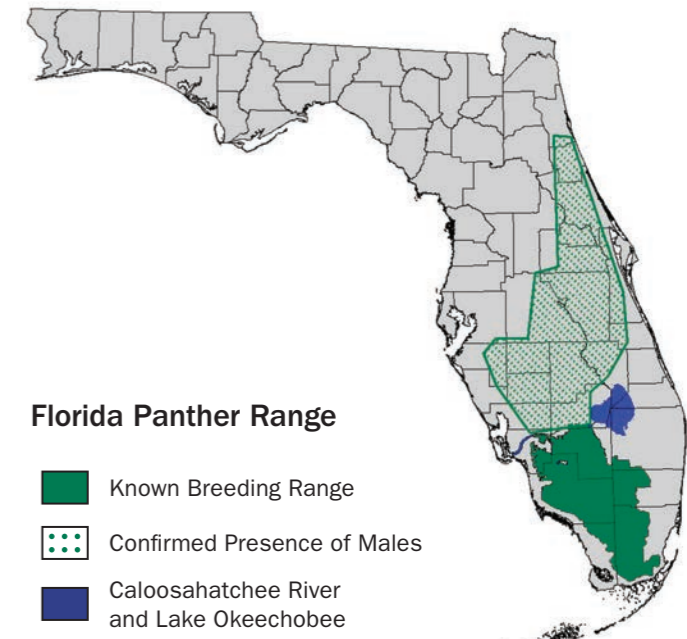 Florida Panther Range
Known Breeding Range
Confirmed Presence of Males
Caloosahatchee River
and Lake Okeechobee